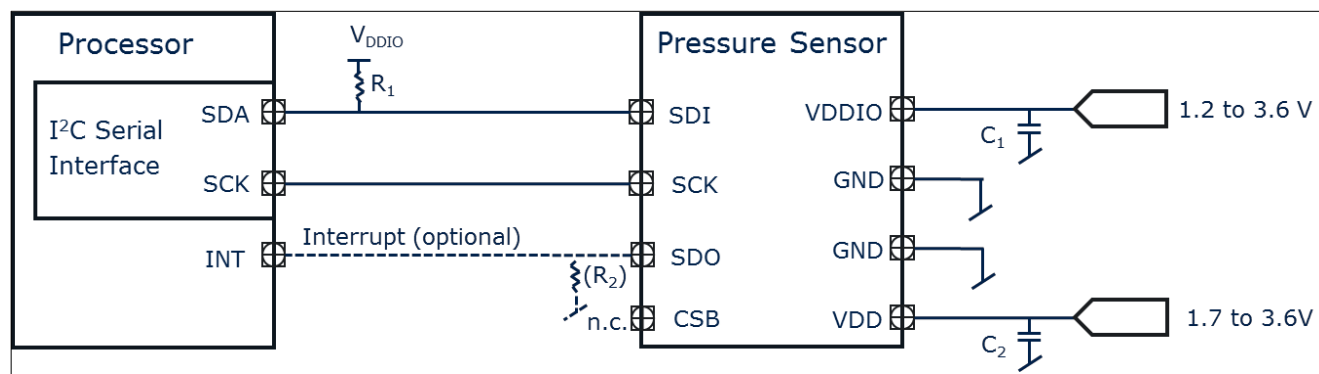 Processor
V_DDIO
Pressure Sensor
R₁
SDA
I²C Serial
Interface
SCK
INT
Interrupt (optional)
(R₂)
n.c.
SDI
SCK
SDO
CSB
VDDIO
GND
GND
VDD
C₁
1.2 to 3.6 V
C₂
1.7 to 3.6V